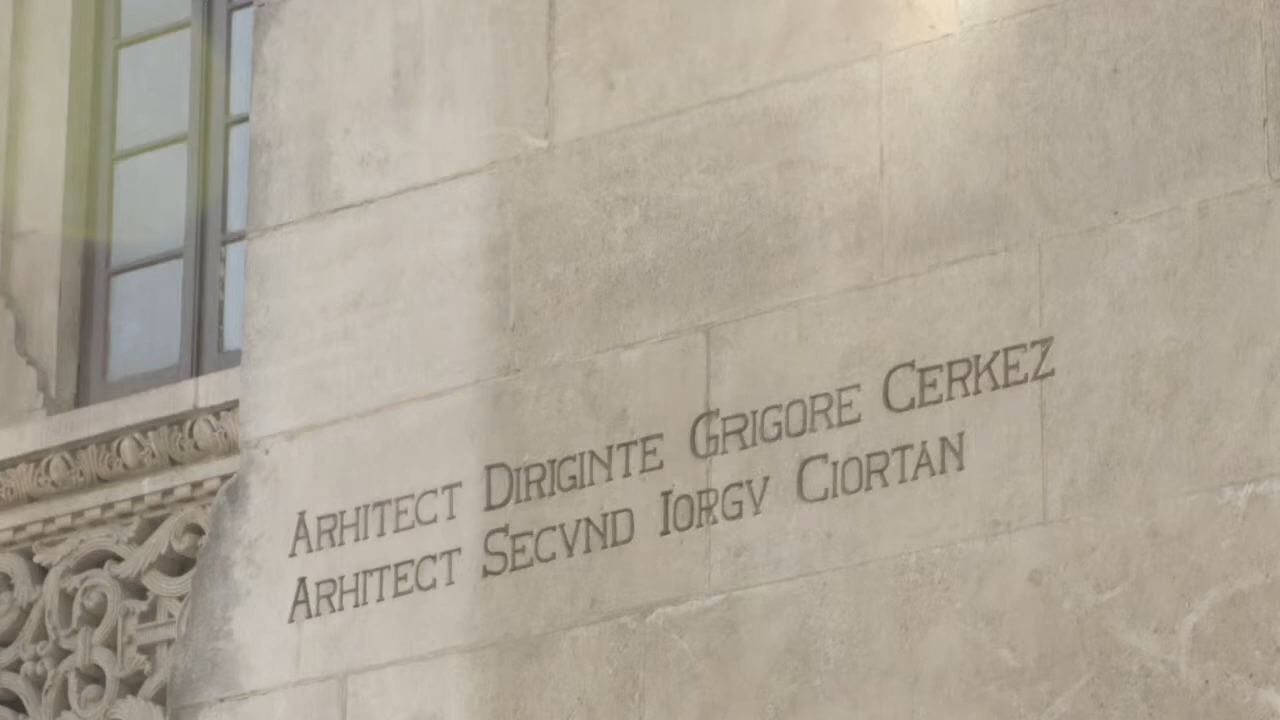 ARHITECT DIRIGINTE GRIGORE CERKEZ
ARHITECT SECVND IORGV CIORTAN